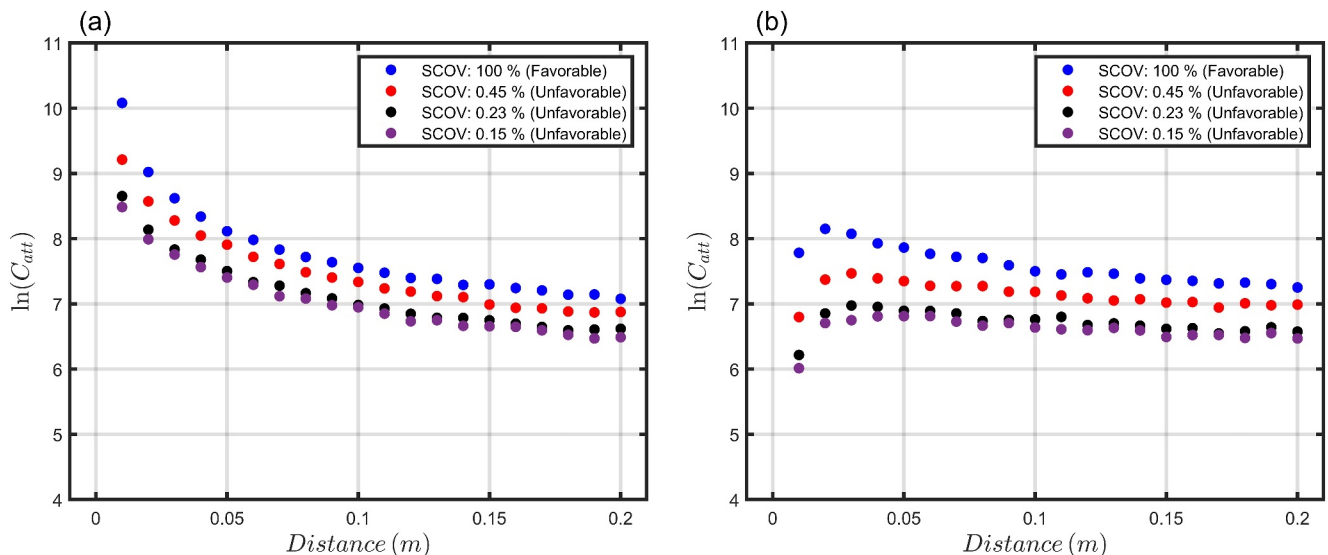 (a)
11
10
9
8
7
6
5
4
ln(C_att)
0
0.05
0.1
0.15
0.2
Distance (m)
SCOV: 100 % (Favorable)
SCOV: 0.45 % (Unfavorable)
SCOV: 0.23 % (Unfavorable)
SCOV: 0.15 % (Unfavorable)
(b)
11
10
9
8
7
6
5
4
ln(C_att)
0
0.05
0.1
0.15
0.2
Distance (m)
SCOV: 100 % (Favorable)
SCOV: 0.45 % (Unfavorable)
SCOV: 0.23 % (Unfavorable)
SCOV: 0.15 % (Unfavorable)